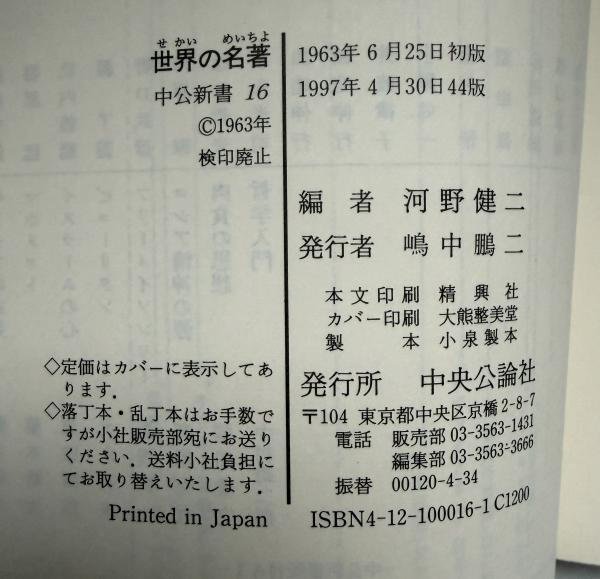 せかい めいちよ
世界の名著
中公新書 16
©1963年
検印廃止
◇定価はカバーに表示してあ
ります.
◇落丁本・乱丁本はお手数で
すが小社販売部宛にお送り
ください. 送料小社負担に
てお取り替えいたします.
Printed in Japan
1963年6月25日初版
1997年4月30日44版
編者 河野健二
発行者 嶋中鵬二
本文印刷 精興社
カバー印刷 大熊整美堂
製本 小泉製本
発行所 中央公論社
〒104 東京都中央区京橋2-8-7
電話 販売部 03-3563-1431
編集部 03-3563-3666
振替 00120-4-34
ISBN4-12-100016-1 C1200